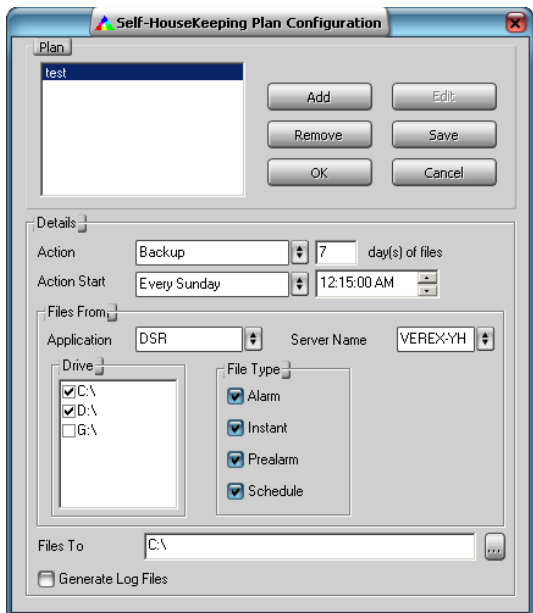 Self-HouseKeeping Plan Configuration
Plan
test
Add
Edit
Remove
Save
OK
Cancel
Details
Action
Backup
7
day(s) of files
Action Start
Every Sunday
12:15:00 AM
Files From
Application
DSR
Server Name
VEREX-YH
Drive
C:\
D:\
G:\
File Type
Alarm
Instant
Prealarm
Schedule
Files To
C:\
...
Generate Log Files